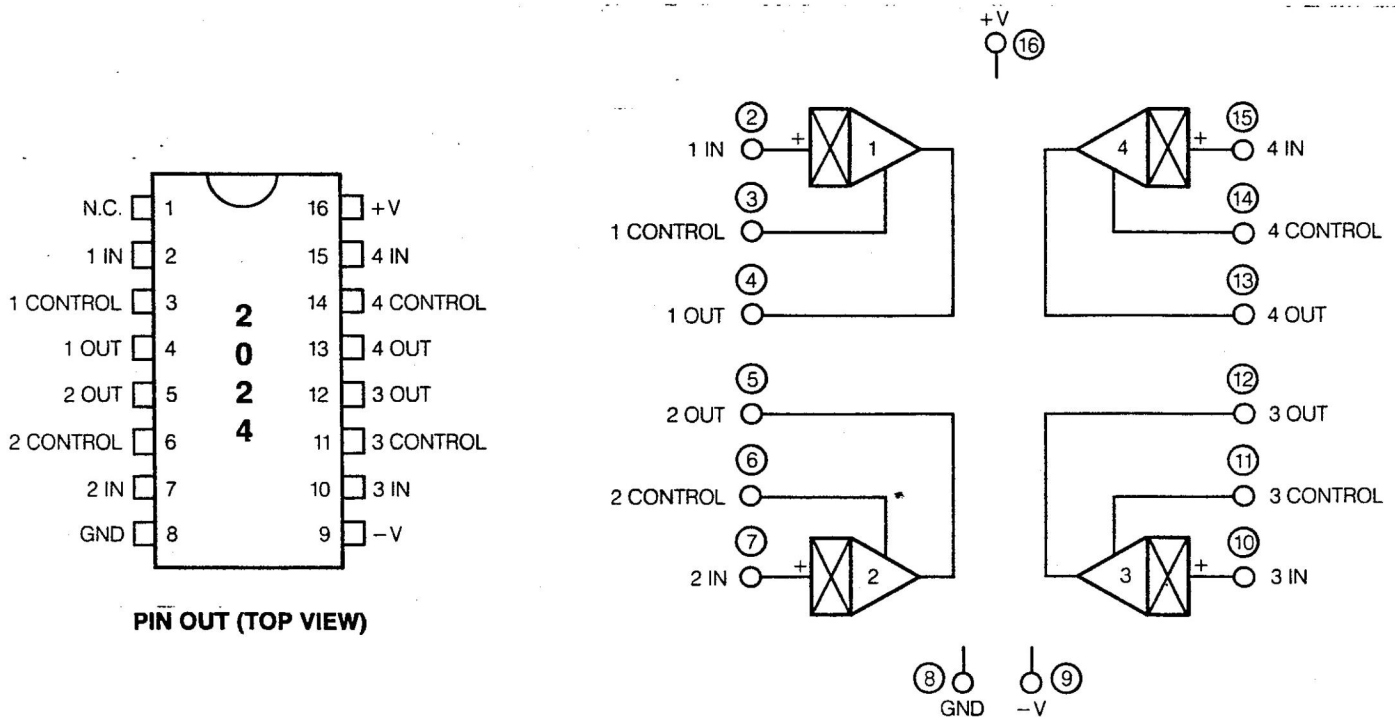 N.C. 1 16 +V
1 IN 2 15 4 IN
1 CONTROL 3 14 4 CONTROL
1 OUT 4 13 4 OUT
2 OUT 5 12 3 OUT
2 CONTROL 6 11 3 CONTROL
2 IN 7 10 3 IN
GND 8 9 −V
2
0
2
4
PIN OUT (TOP VIEW)
+V
16
2
1 IN + 1
3
1 CONTROL
4
1 OUT
15
4 + 4 IN
14
4 CONTROL
13
4 OUT
5
2 OUT
6
2 CONTROL
7
2 IN + 2
12
3 OUT
11
3 CONTROL
10
3 + 3 IN
8 9
GND −V